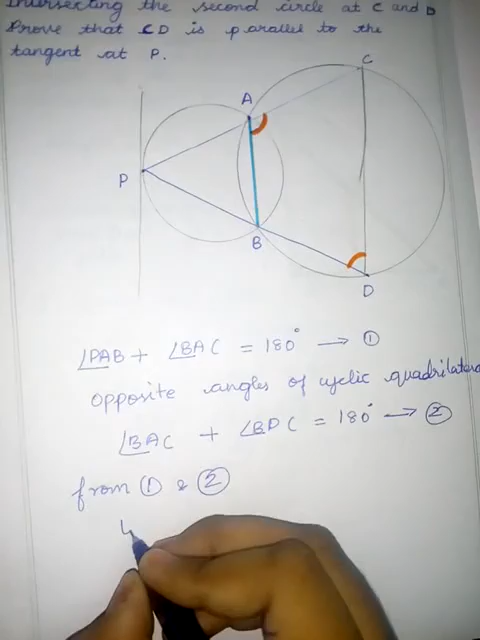 Intersecting the second circle at C and D
Prove that CD is parallel to the
tangent at P.
C
A
P
B
D
∠PAB + ∠BAC = 180° → ①
opposite angles of cyclic quadrilateral
∠BAC + ∠BDC = 180° → ②
from ① & ②
∠